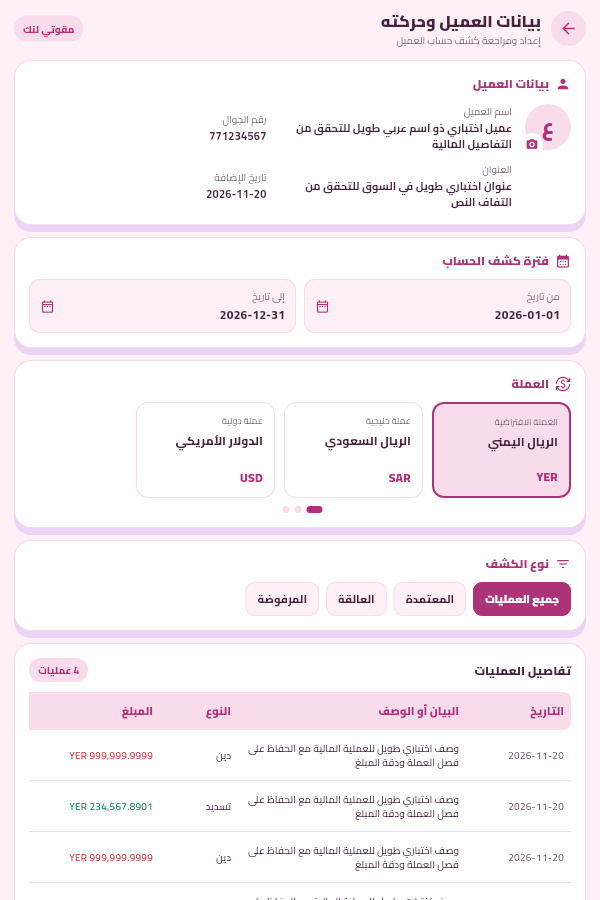 بيانات العميل وحركته
إعداد ومراجعة كشف حساب العميل
مقوتي لنك
بيانات العميل
ع
اسم العميل
عميل اختباري ذو اسم عربي طويل للتحقق من
التفاصيل المالية
رقم الجوال
771234567
العنوان
عنوان اختباري طويل في السوق للتحقق من
التفاف النص
تاريخ الإضافة
2026-11-20
فترة كشف الحساب
من تاريخ
2026-01-01
إلى تاريخ
2026-12-31
العملة
العملة الافتراضية
الريال اليمني
YER
عملة خليجية
الريال السعودي
SAR
عملة دولية
الدولار الأمريكي
USD
نوع الكشف
جميع العمليات
المعتمدة
العالقة
المرفوضة
تفاصيل العمليات
4 عمليات
التاريخ البيان أو الوصف النوع المبلغ
2026-11-20
وصف اختباري طويل للعملية المالية مع الحفاظ على
فصل العملة ودقة المبلغ
دين
YER 999,999.9999
2026-11-20
وصف اختباري طويل للعملية المالية مع الحفاظ على
فصل العملة ودقة المبلغ
تسديد
YER 234,567.8901
2026-11-20
وصف اختباري طويل للعملية المالية مع الحفاظ على
فصل العملة ودقة المبلغ
دين
YER 999,999.9999